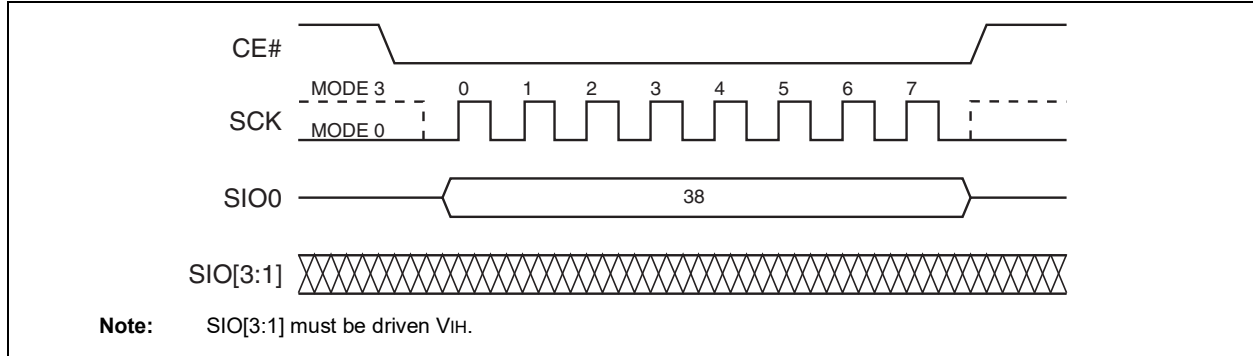 CE#
MODE 3 0 1 2 3 4 5 6 7
SCK
MODE 0
SIO0 38
SIO[3:1]
Note: SIO[3:1] must be driven VIH.